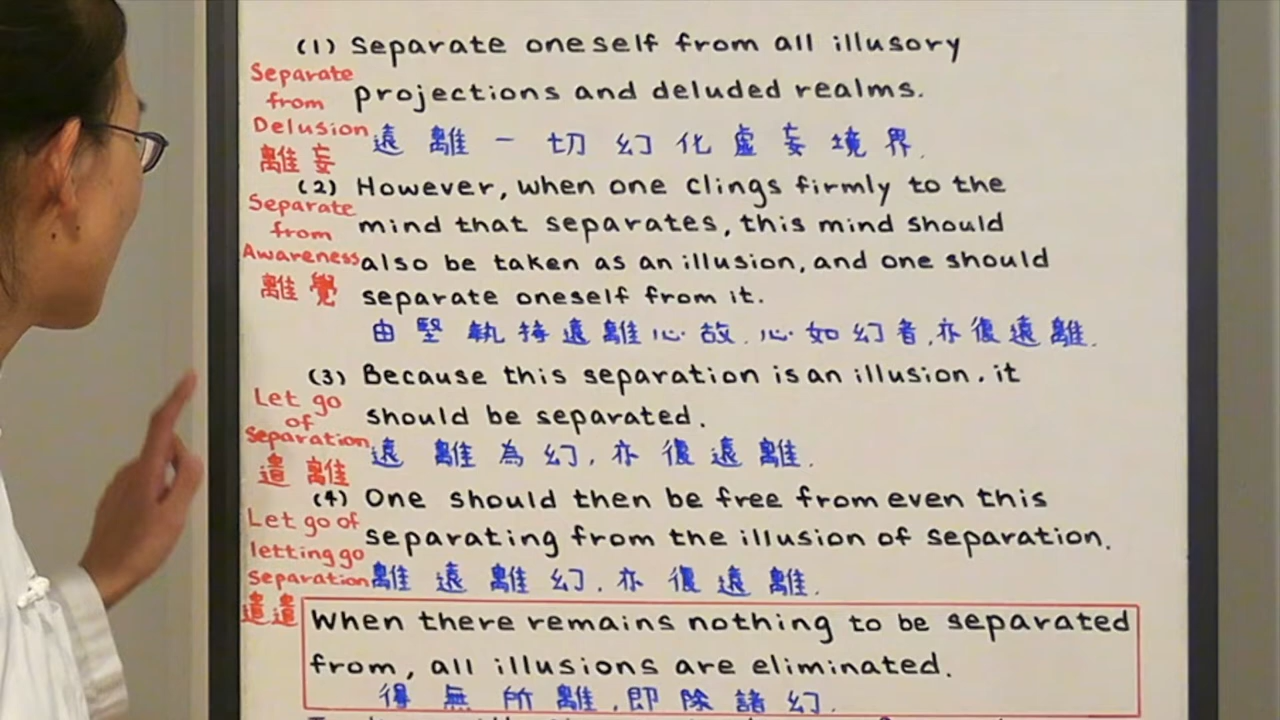 (1) Separate oneself from all illusory
Separate
from
projections and deluded realms.
Delusion
離妄
遠離一切幻化虛妄境界.
(2) However, when one clings firmly to the
Separate
from
mind that separates, this mind should
Awareness
離覺
also be taken as an illusion, and one should
separate oneself from it.
由堅執持遠離心故.心如幻者,亦復遠離.
(3) Because this separation is an illusion. it
Let go
of
should be separated.
Separation
遣離
遠離為幻.亦復遠離.
(4) One should then be free from even this
Let go of
letting go
separating from the illusion of separation.
Separation
遣遣
離遠離幻.亦復遠離.
When there remains nothing to be separated
from, all illusions are eliminated.
得無所離,即除諸幻.